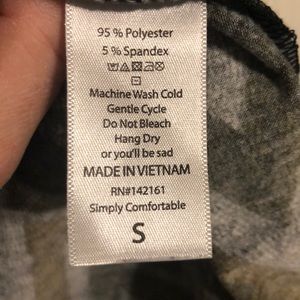 95 % Polyester
5 % Spandex
Machine Wash Cold
Gentle Cycle
Do Not Bleach
Hang Dry
or you'll be sad
MADE IN VIETNAM
RN#142161
Simply Comfortable
S